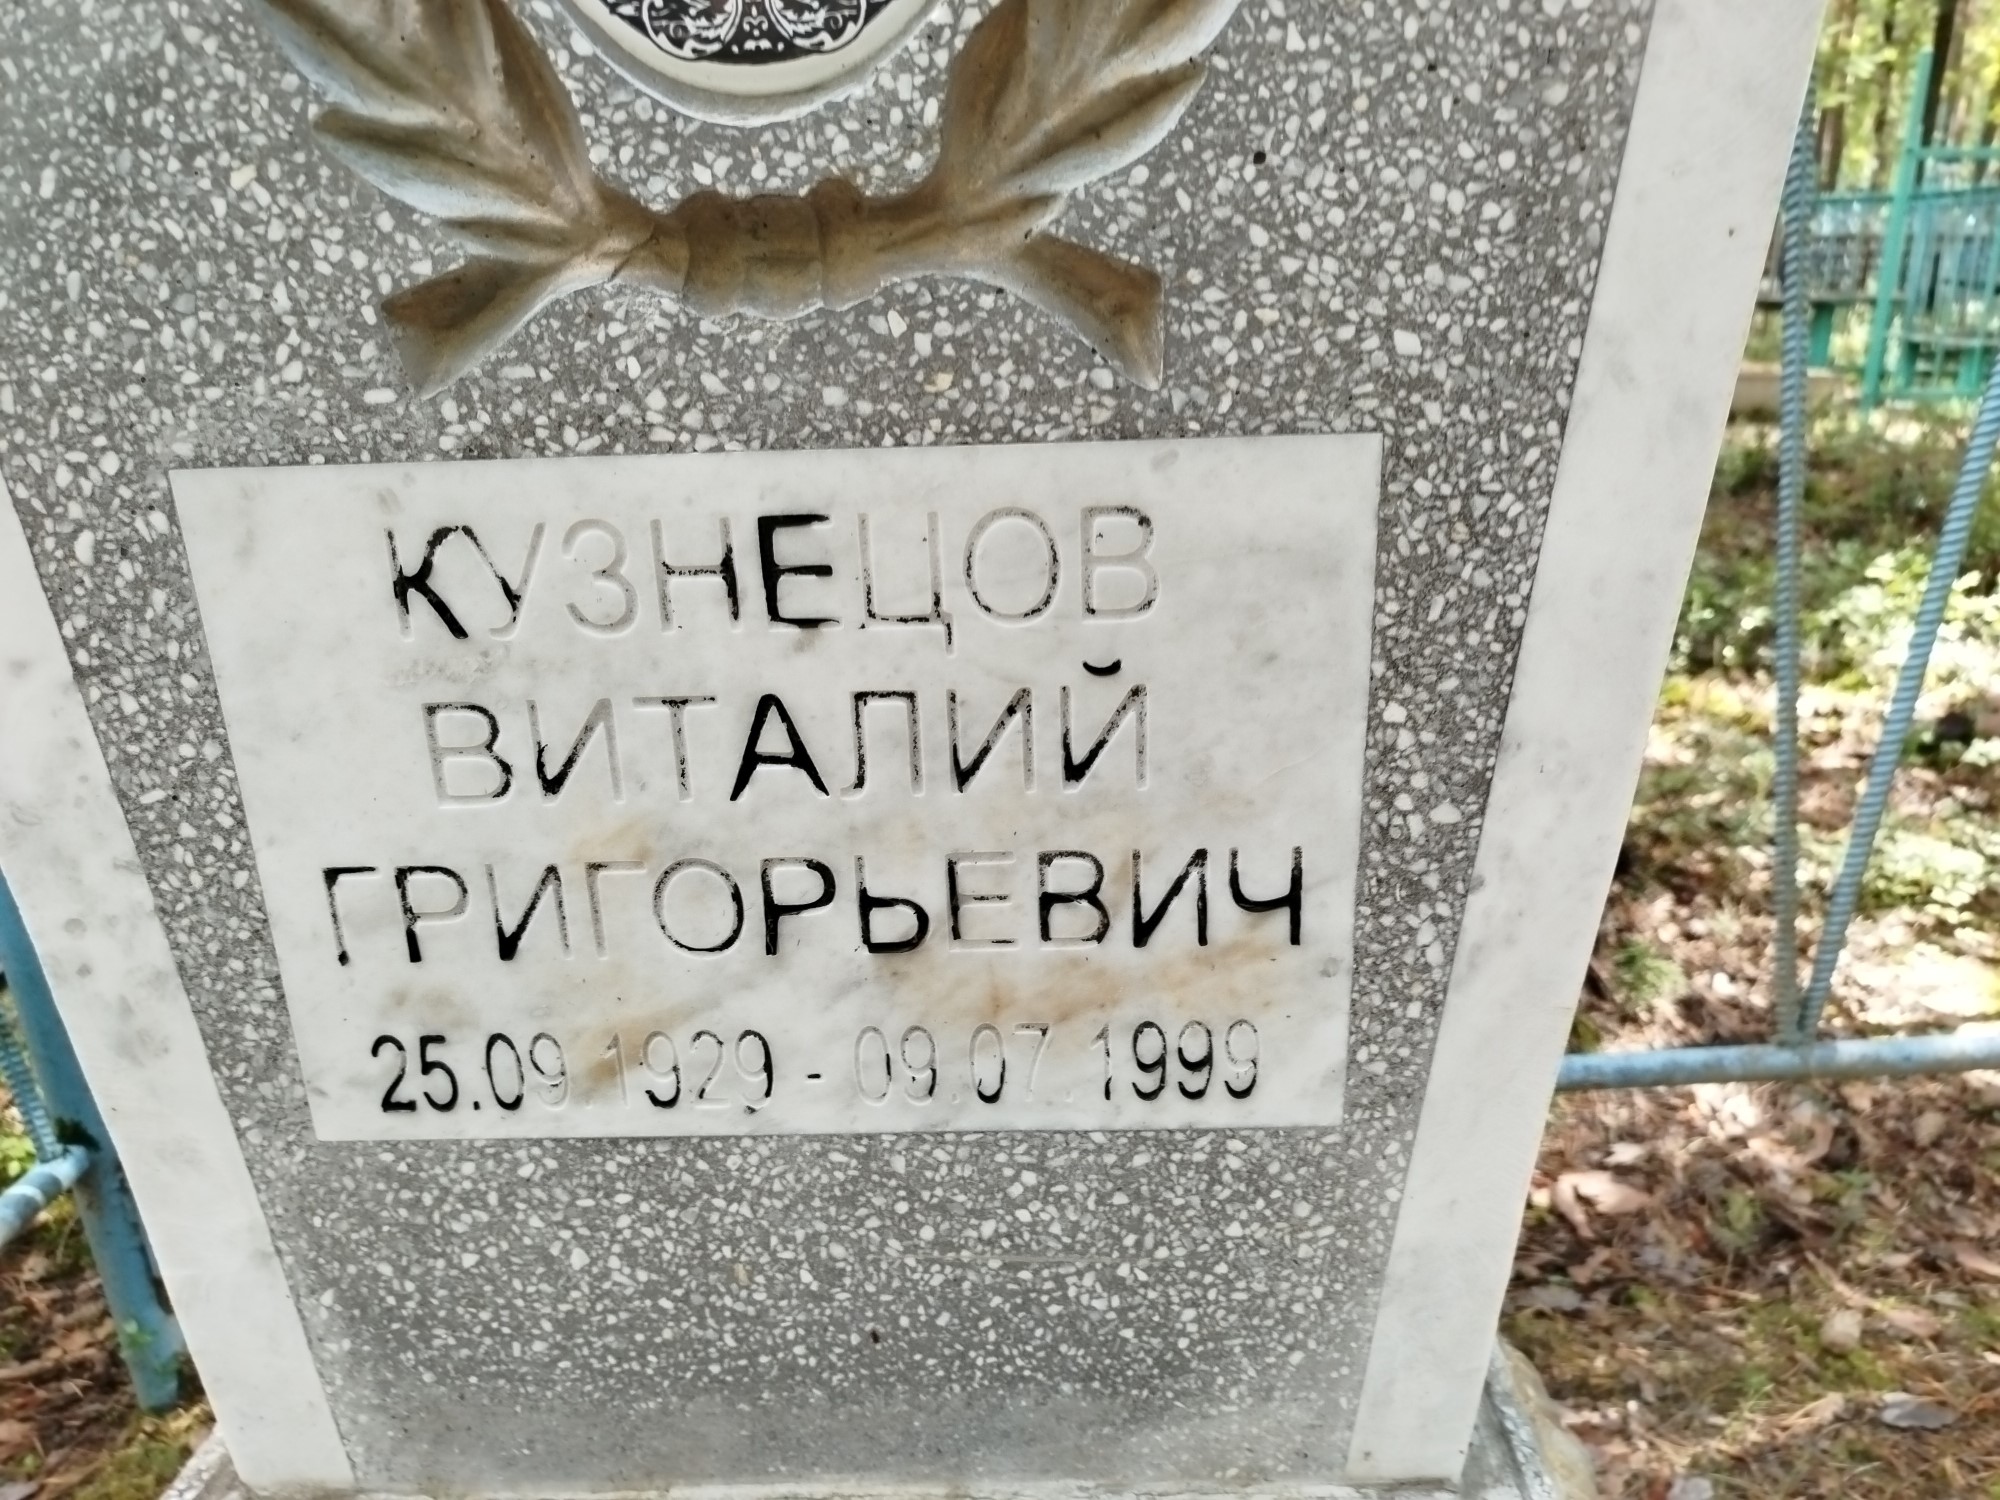 КУЗНЕЦОВ
ВИТАЛИЙ
ГРИГОРЬЕВИЧ
25.09.1929 - 09.07.1999